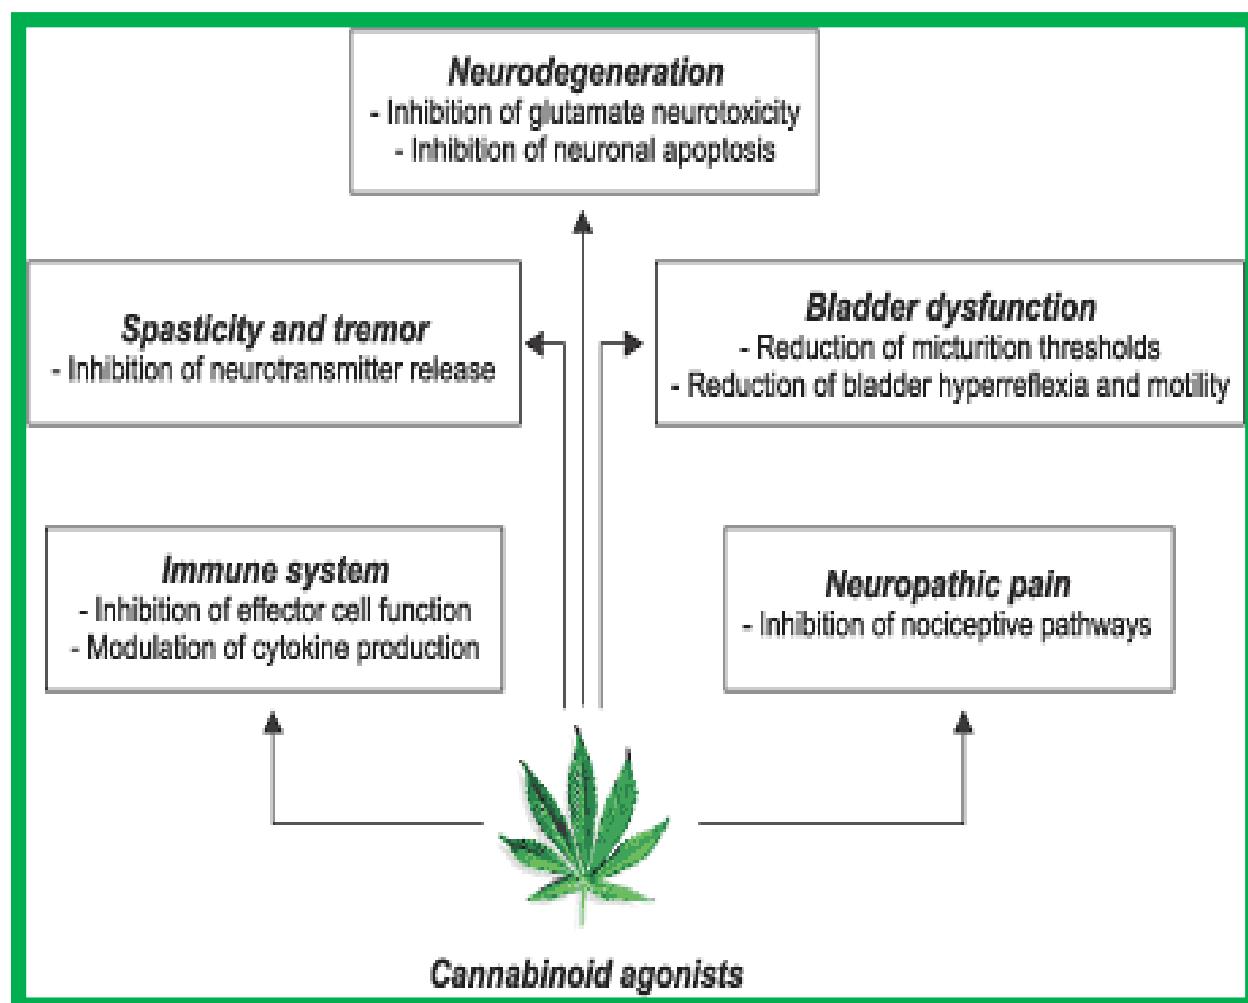 Neurodegeneration
- Inhibition of glutamate neurotoxicity
- Inhibition of neuronal apoptosis
Spasticity and tremor
- Inhibition of neurotransmitter release
Bladder dysfunction
- Reduction of micturition thresholds
- Reduction of bladder hyperreflexia and motility
Immune system
- Inhibition of effector cell function
- Modulation of cytokine production
Neuropathic pain
- Inhibition of nociceptive pathways
Cannabinoid agonists